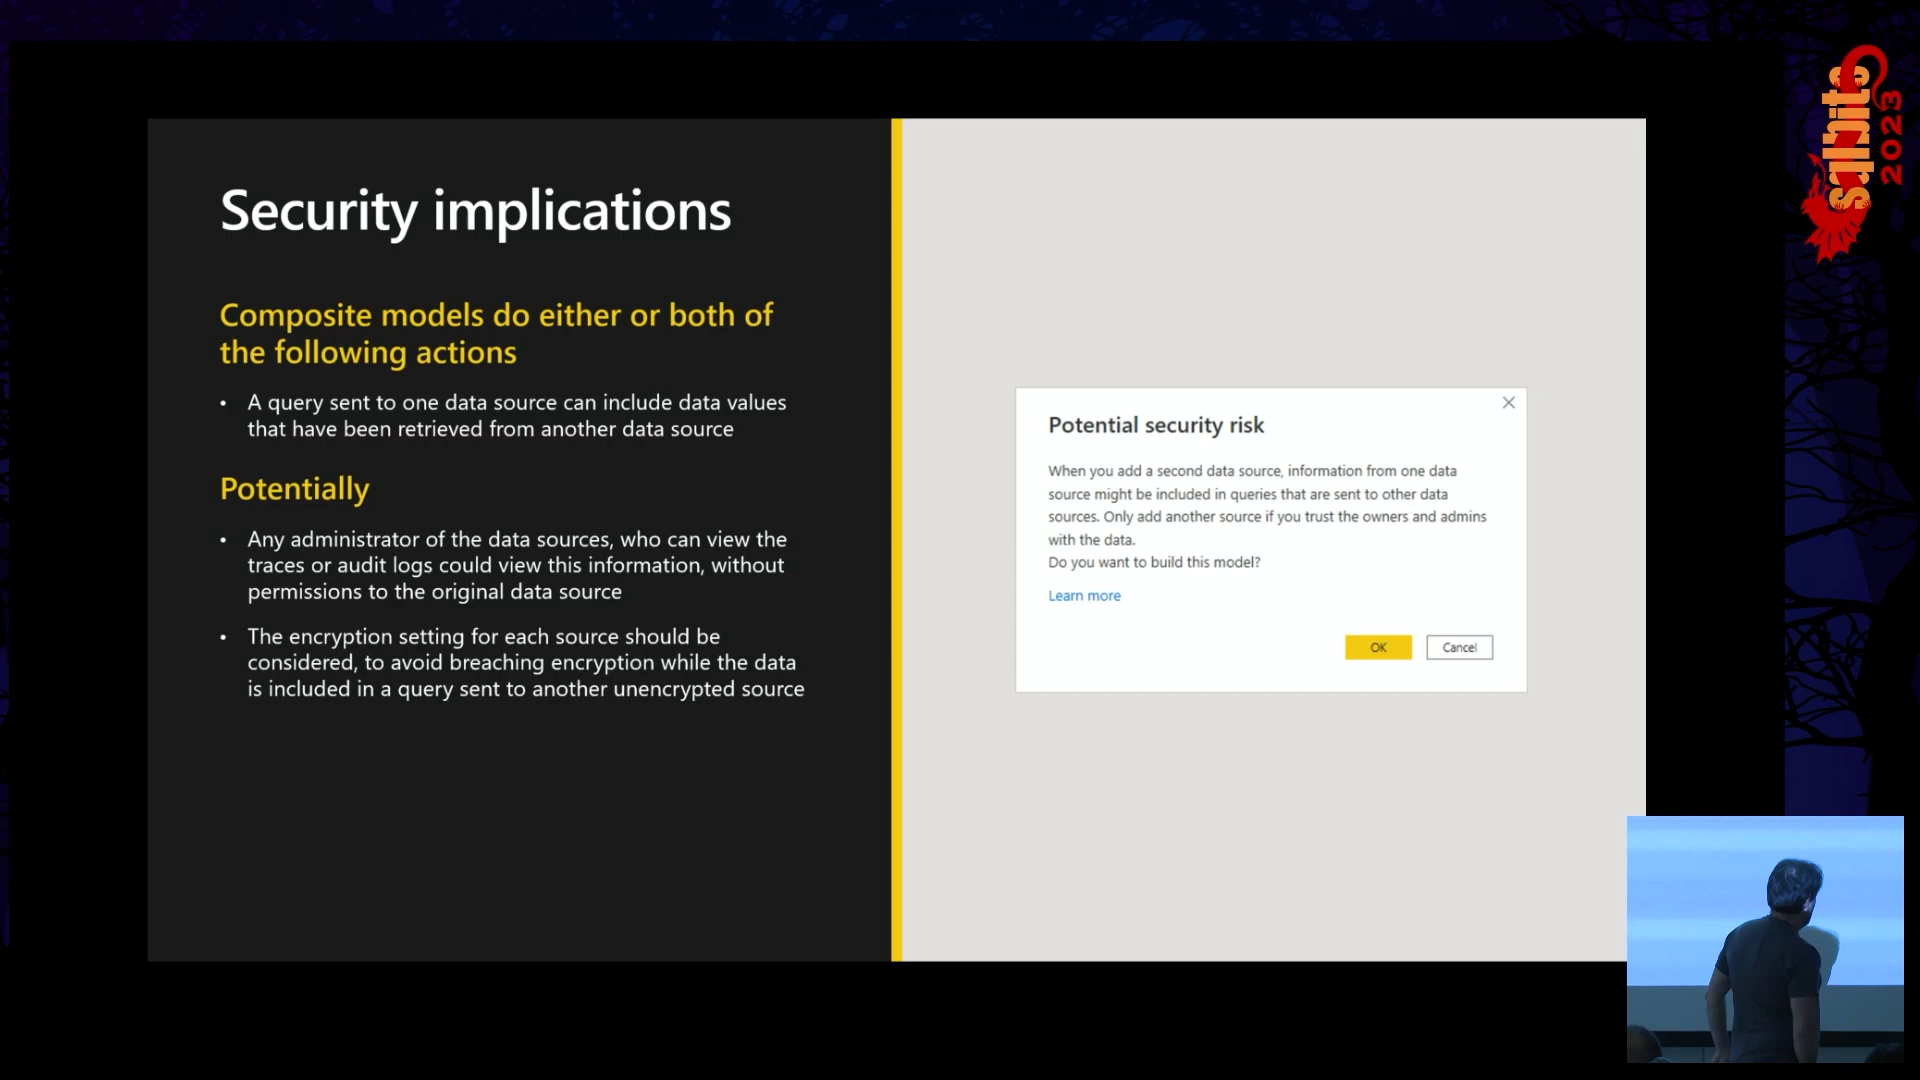 Security implications
Composite models do either or both of
the following actions
• A query sent to one data source can include data values
that have been retrieved from another data source
Potentially
• Any administrator of the data sources, who can view the
traces or audit logs could view this information, without
permissions to the original data source
• The encryption setting for each source should be
considered, to avoid breaching encryption while the data
is included in a query sent to another unencrypted source
Potential security risk
When you add a second data source, information from one data
source might be included in queries that are sent to other data
sources. Only add another source if you trust the owners and admins
with the data.
Do you want to build this model?
Learn more
OK
Cancel
sqlbits
2023